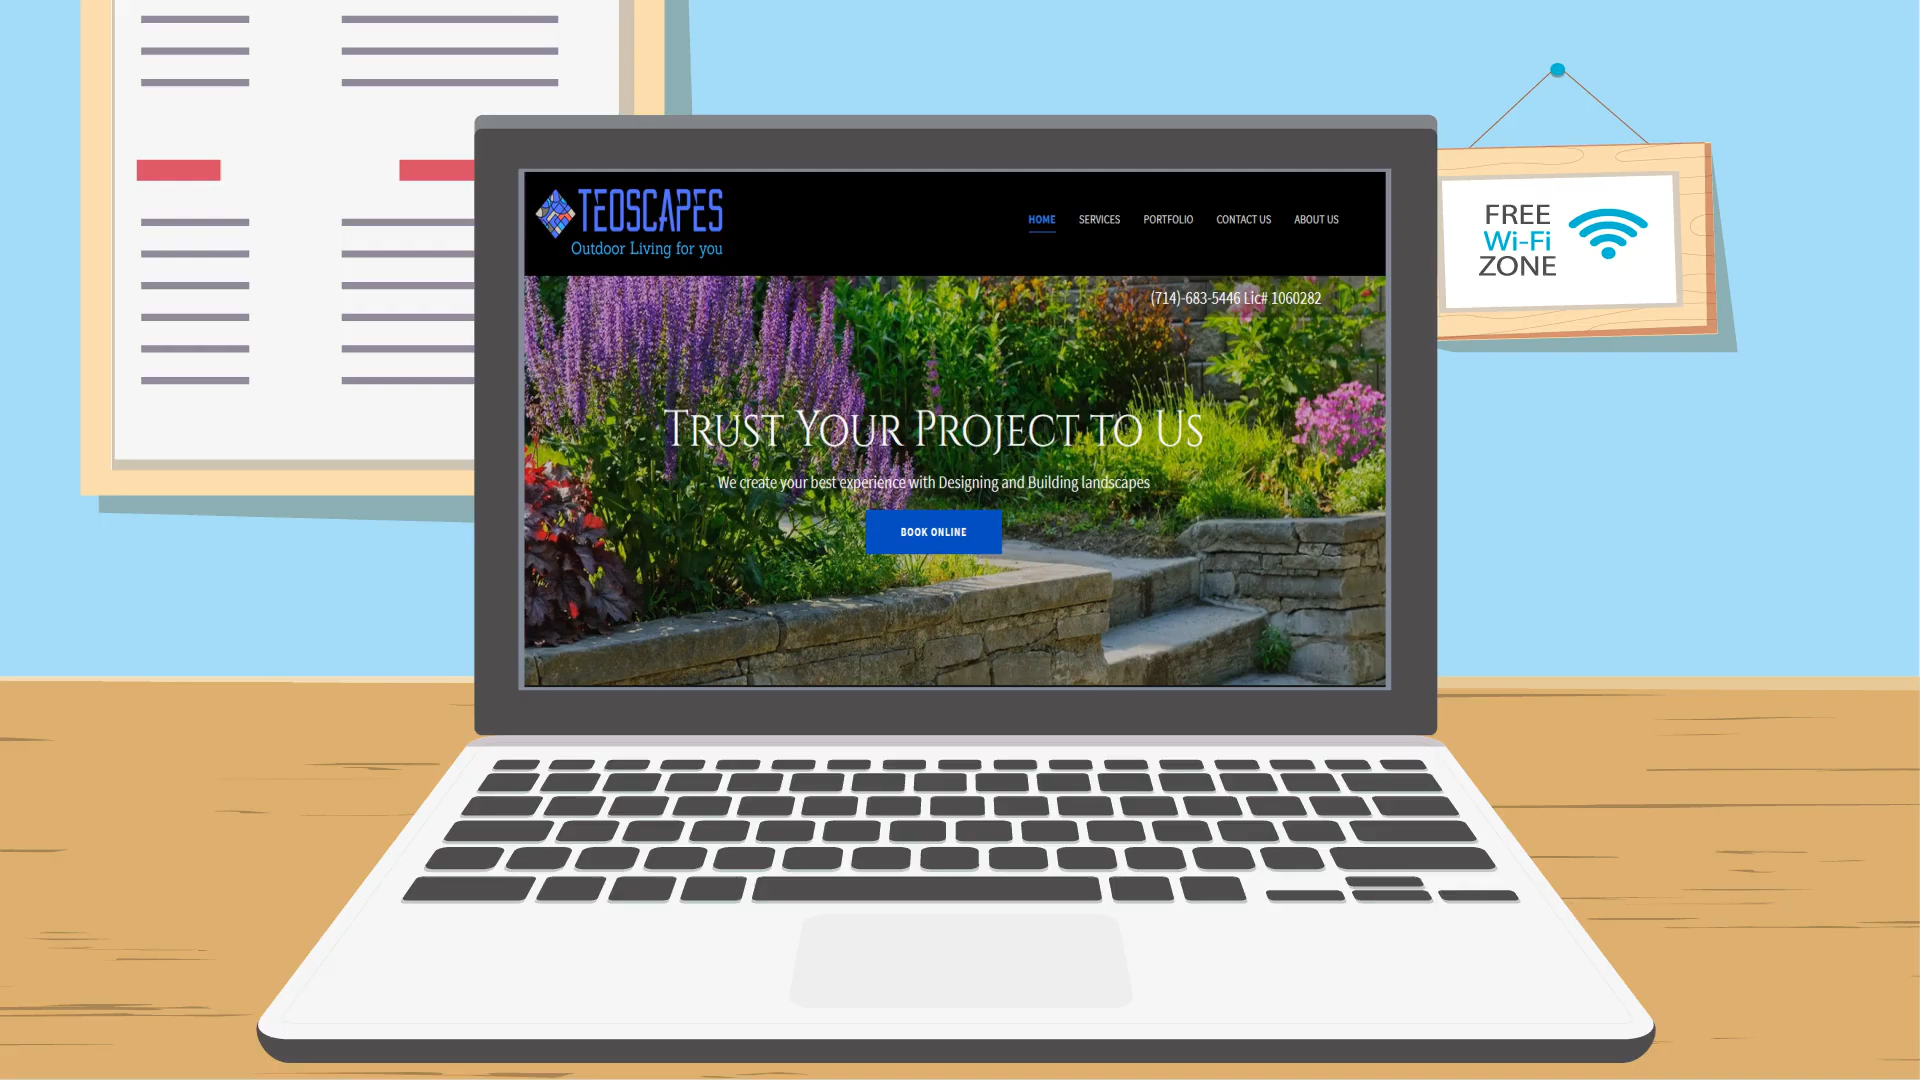 TEOSCAPES
Outdoor Living for you
HOME SERVICES PORTFOLIO CONTACT US ABOUT US
(714)-683-5446 Lic# 1060282
Trust Your Project to Us
We create your best experience with Designing and Building landscapes
BOOK ONLINE
FREE
Wi-Fi
ZONE